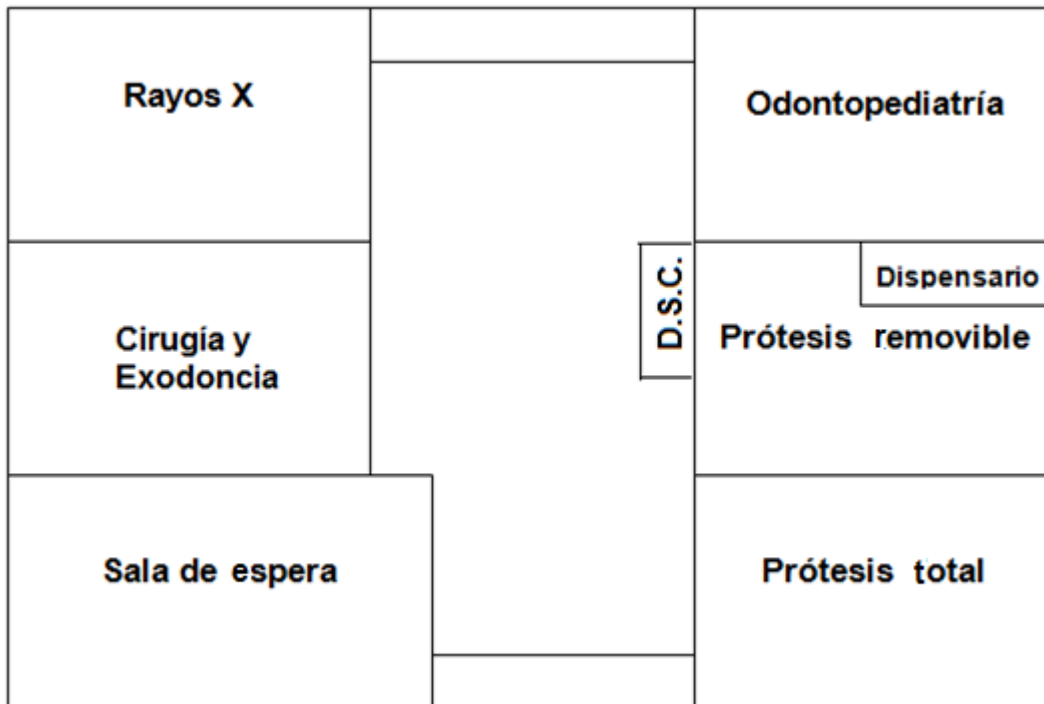 Rayos X
Odontopediatría
D.S.C.
Dispensario
Cirugía y
Exodoncia
Prótesis removible
Sala de espera
Prótesis total